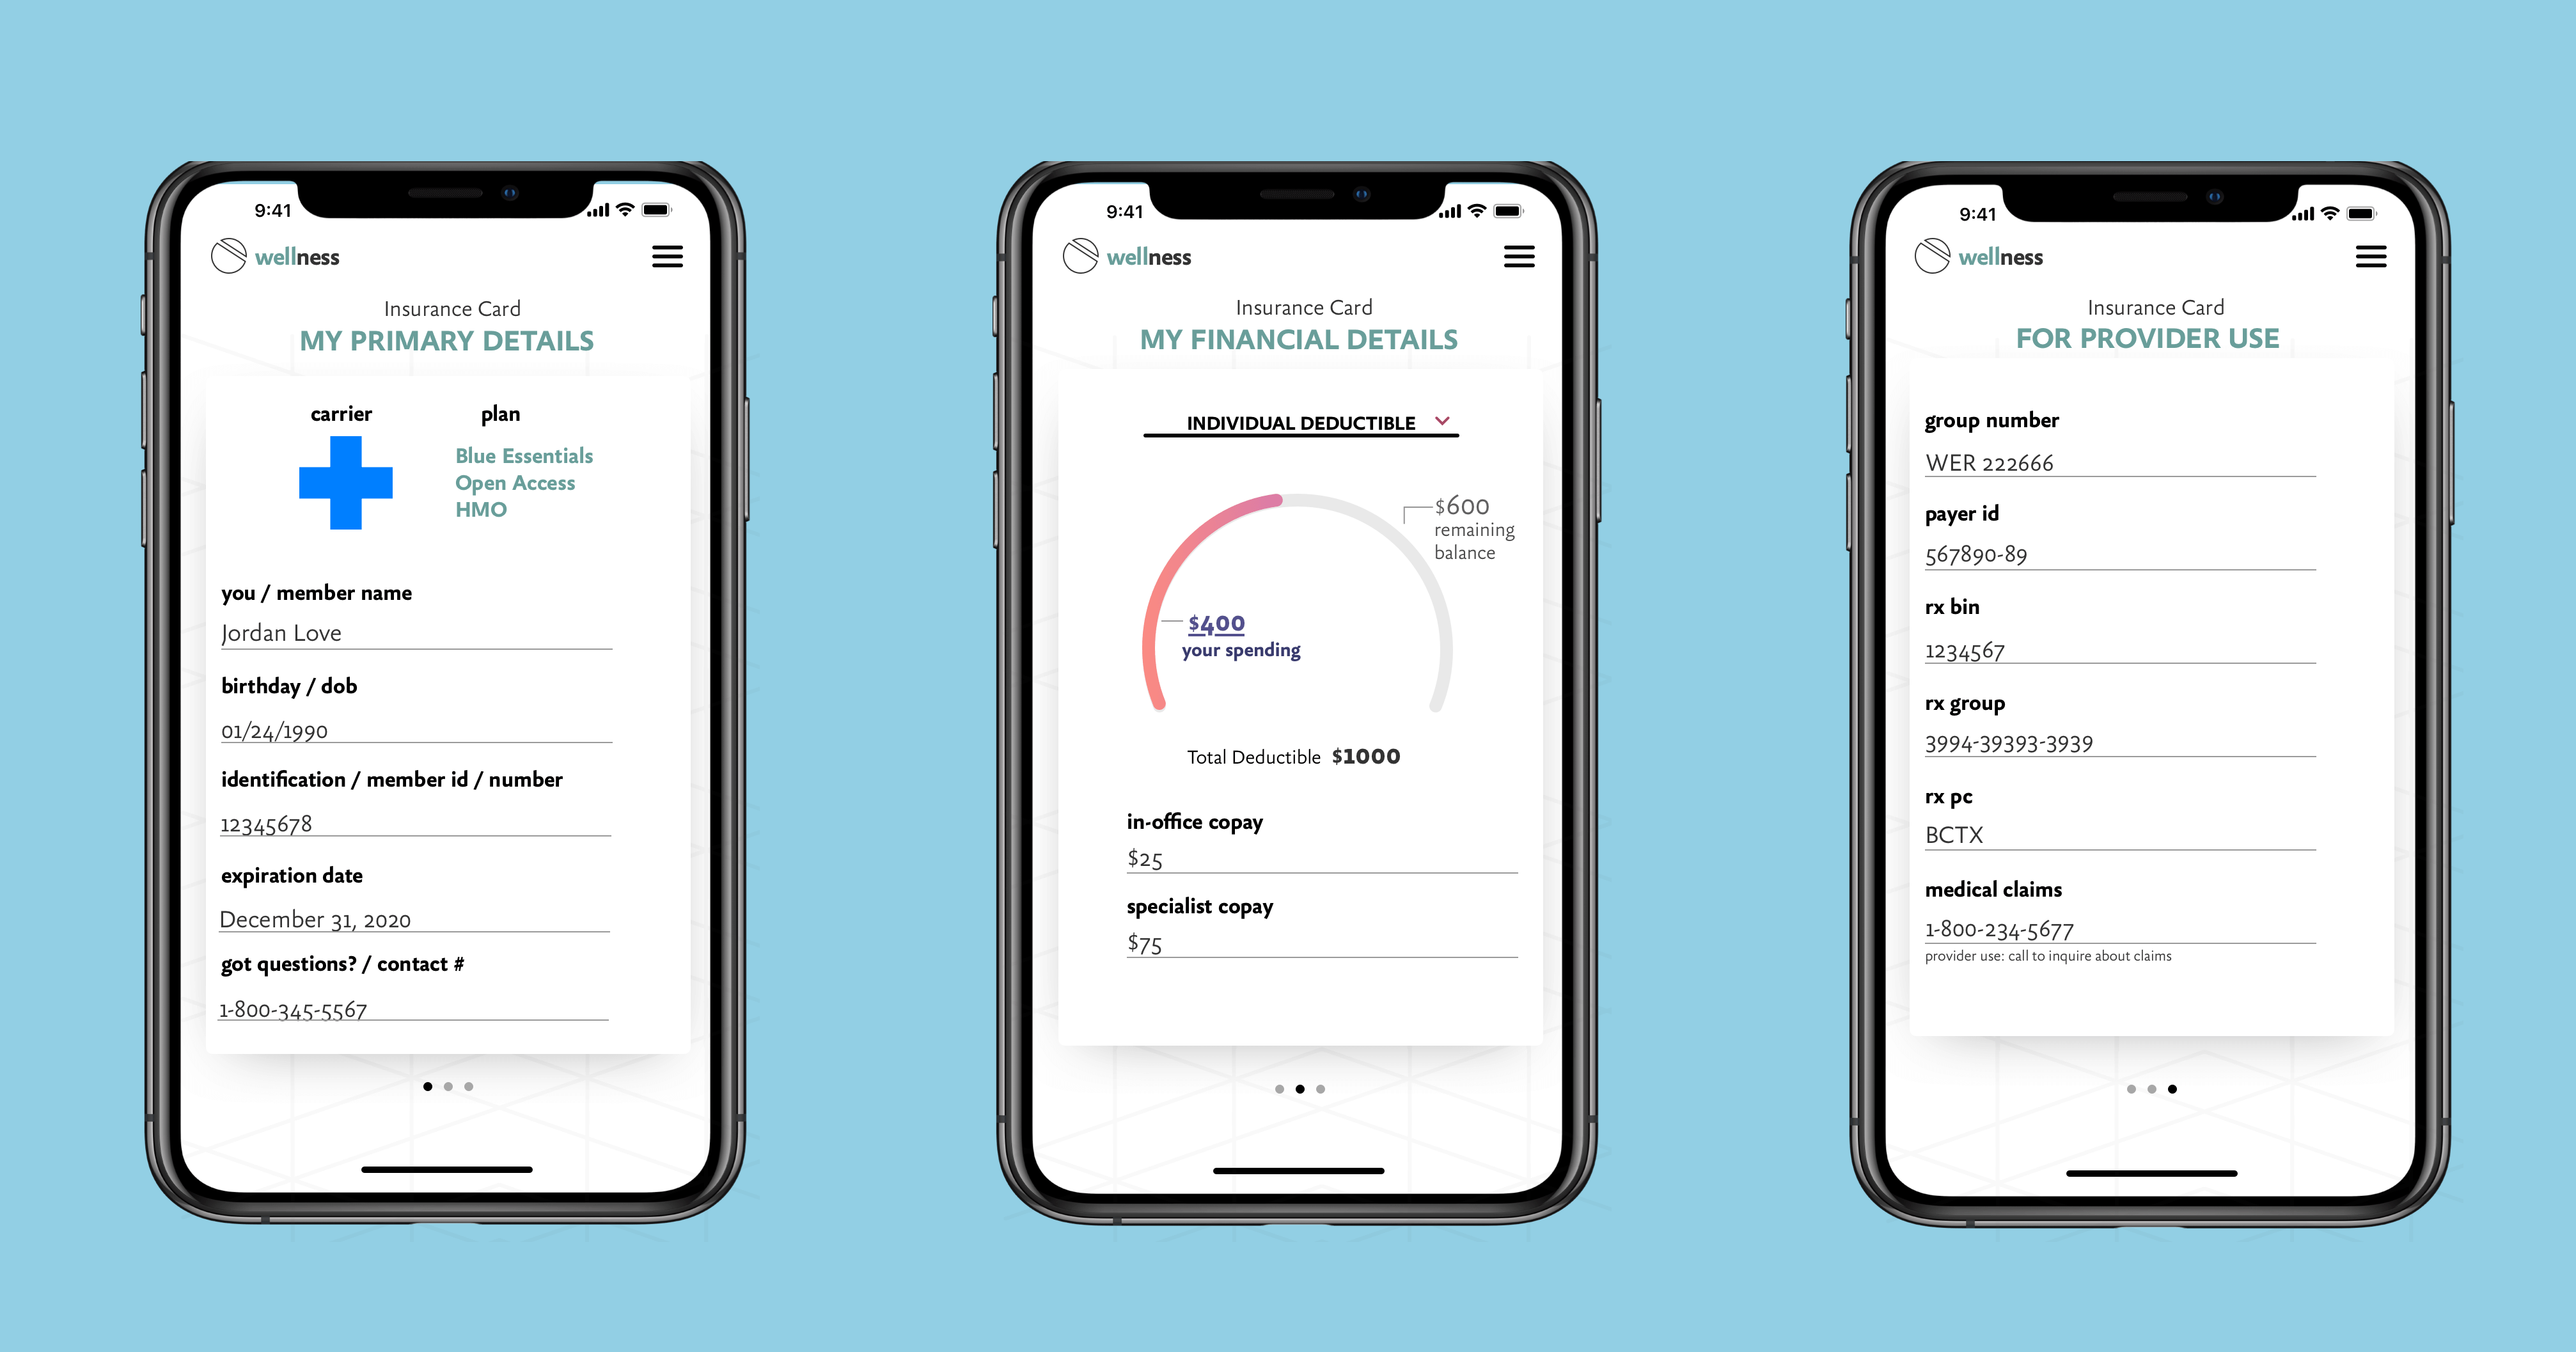 9:41
wellness
Insurance Card
MY PRIMARY DETAILS
carrier
plan
Blue Essentials
Open Access
HMO
you / member name
Jordan Love
birthday / dob
01/24/1990
identification / member id / number
12345678
expiration date
December 31, 2020
got questions? / contact #
1-800-345-5567
9:41
wellness
Insurance Card
MY FINANCIAL DETAILS
INDIVIDUAL DEDUCTIBLE
$600
remaining
balance
$400
your spending
Total Deductible $1000
in-office copay
$25
specialist copay
$75
9:41
wellness
Insurance Card
FOR PROVIDER USE
group number
WER 222666
payer id
567890-89
rx bin
1234567
rx group
3994-39393-3939
rx pc
BCTX
medical claims
1-800-234-5677
provider use: call to inquire about claims